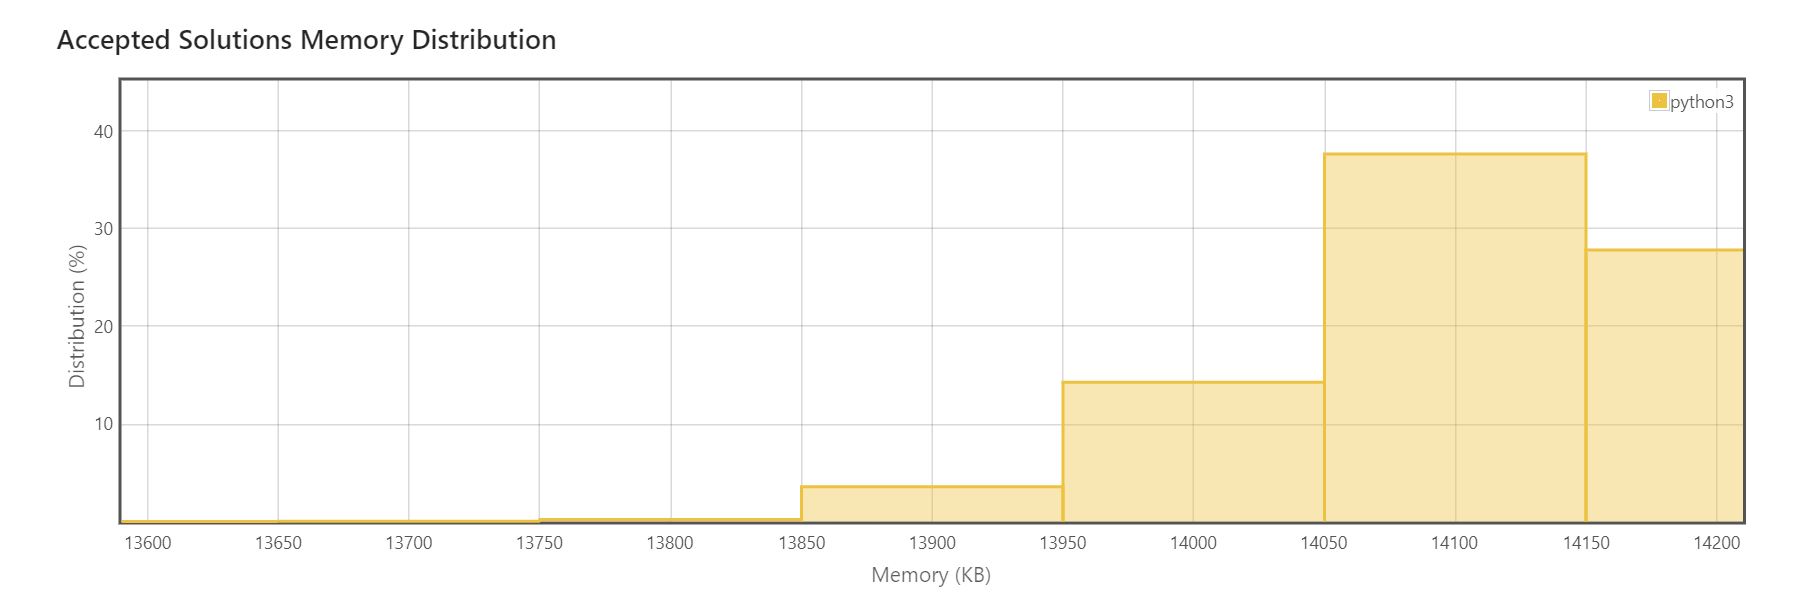 Accepted Solutions Memory Distribution
python3
40
30
20
10
Distribution (%)
13600 13650 13700 13750 13800 13850 13900 13950 14000 14050 14100 14150 14200
Memory (KB)